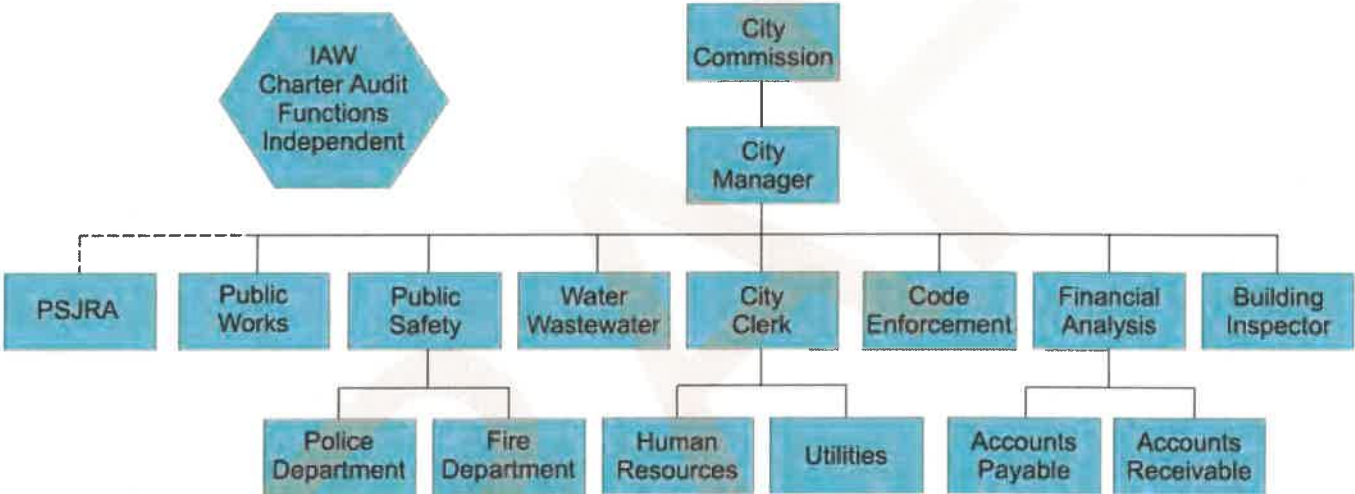 IAW
Charter Audit
Functions
Independent
City
Commission
City
Manager
PSJRA
Public
Works
Public
Safety
Water
Wastewater
City
Clerk
Code
Enforcement
Financial
Analysis
Building
Inspector
Police
Department
Fire
Department
Human
Resources
Utilities
Accounts
Payable
Accounts
Receivable